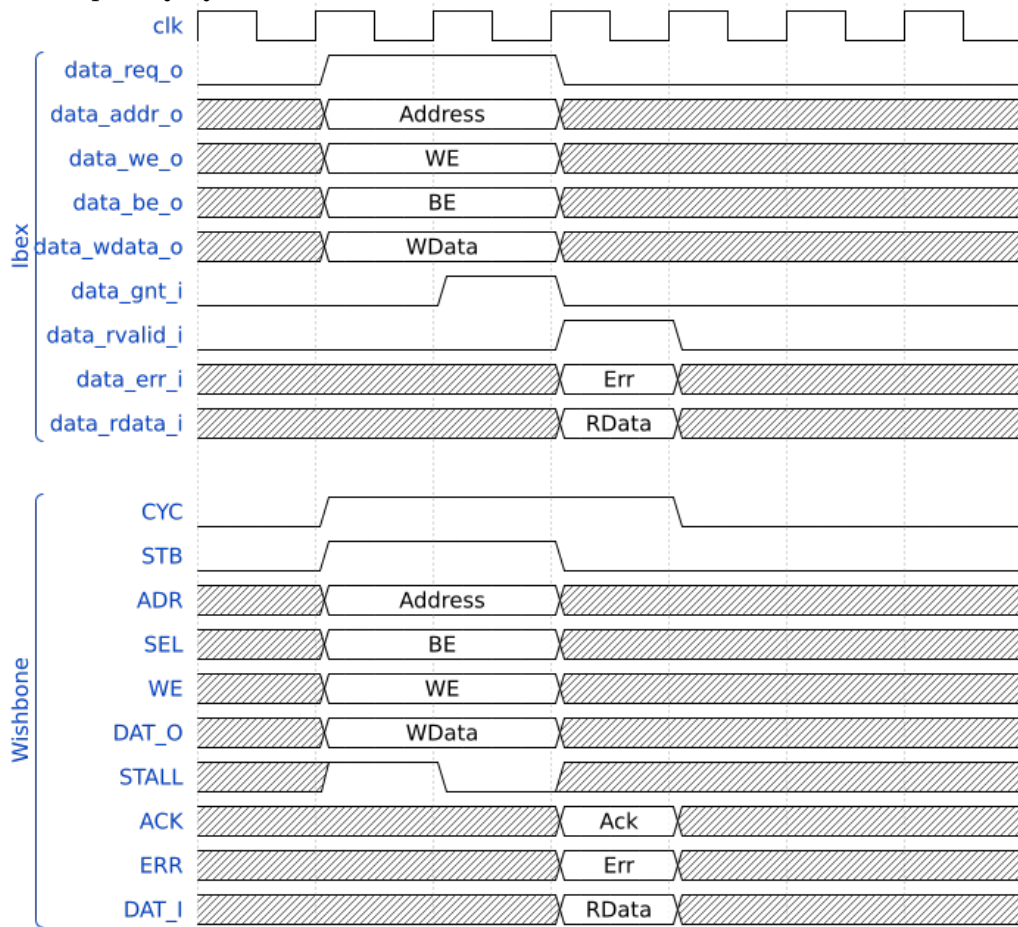 clk
Ibex
data_req_o
data_addr_o Address
data_we_o WE
data_be_o BE
data_wdata_o WData
data_gnt_i
data_rvalid_i
data_err_i Err
data_rdata_i RData
Wishbone
CYC
STB
ADR Address
SEL BE
WE WE
DAT_O WData
STALL
ACK Ack
ERR Err
DAT_I RData